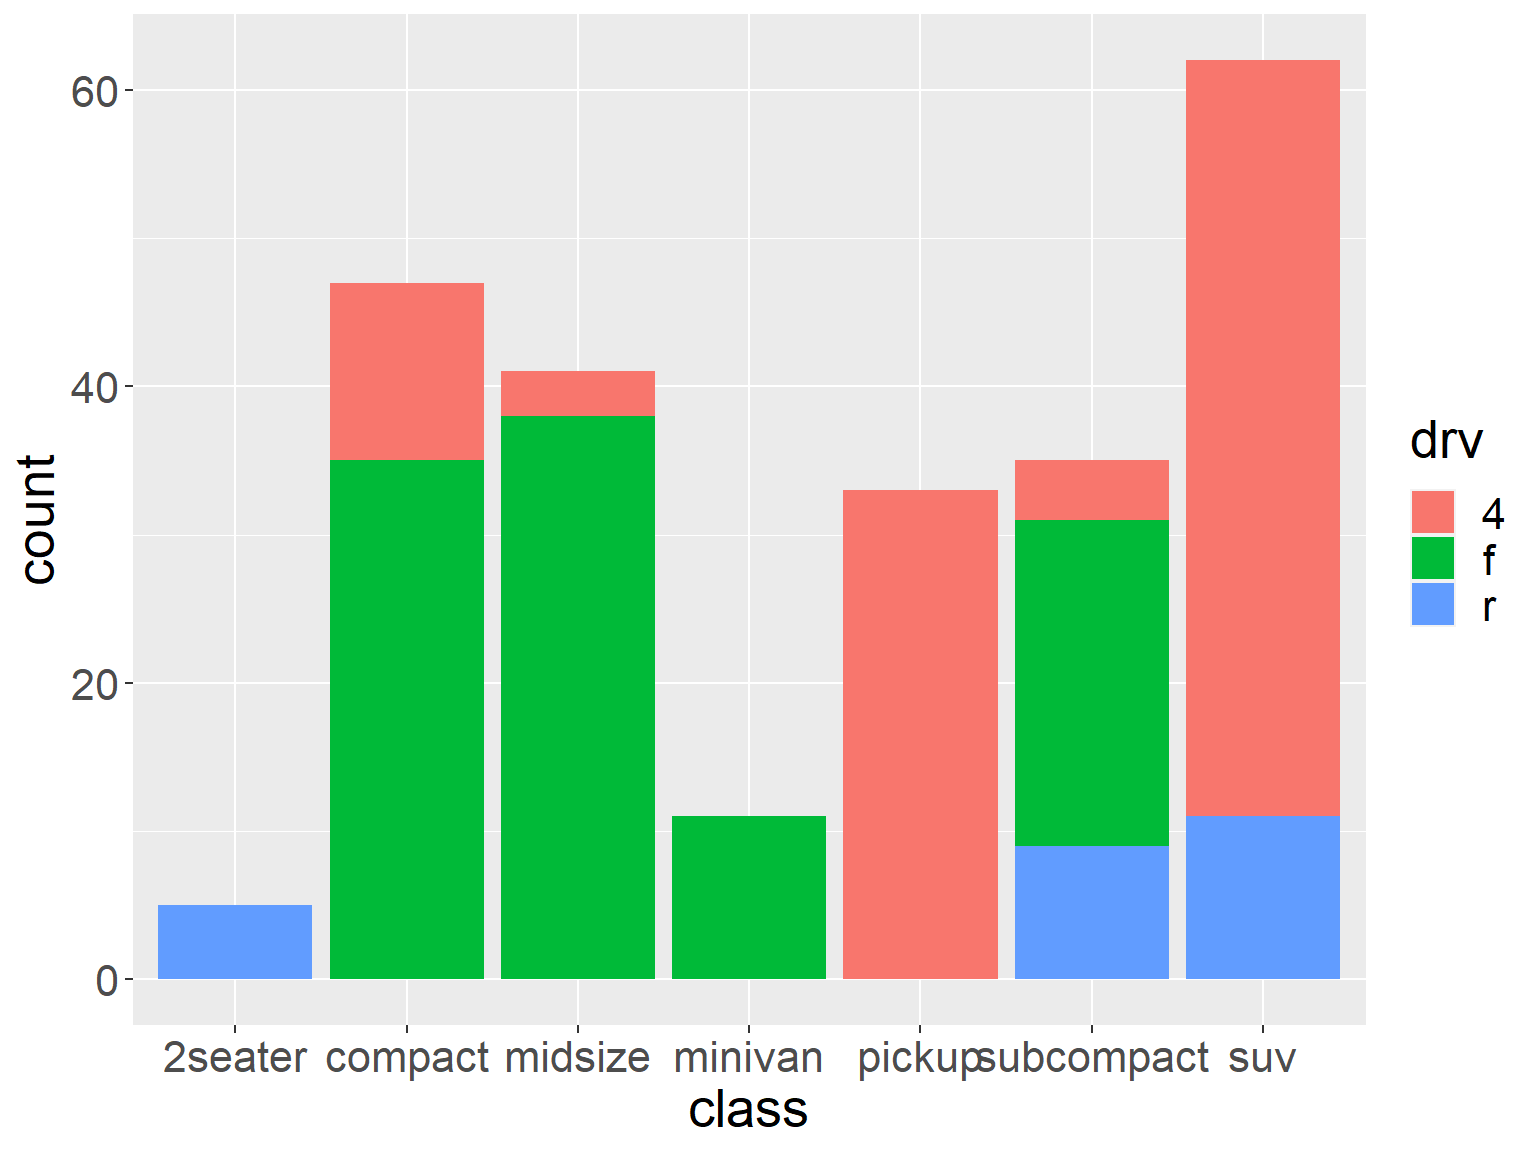 60
40
20
0
count
2seater compact midsize minivan pickup subcompact suv
class
drv
4
f
r